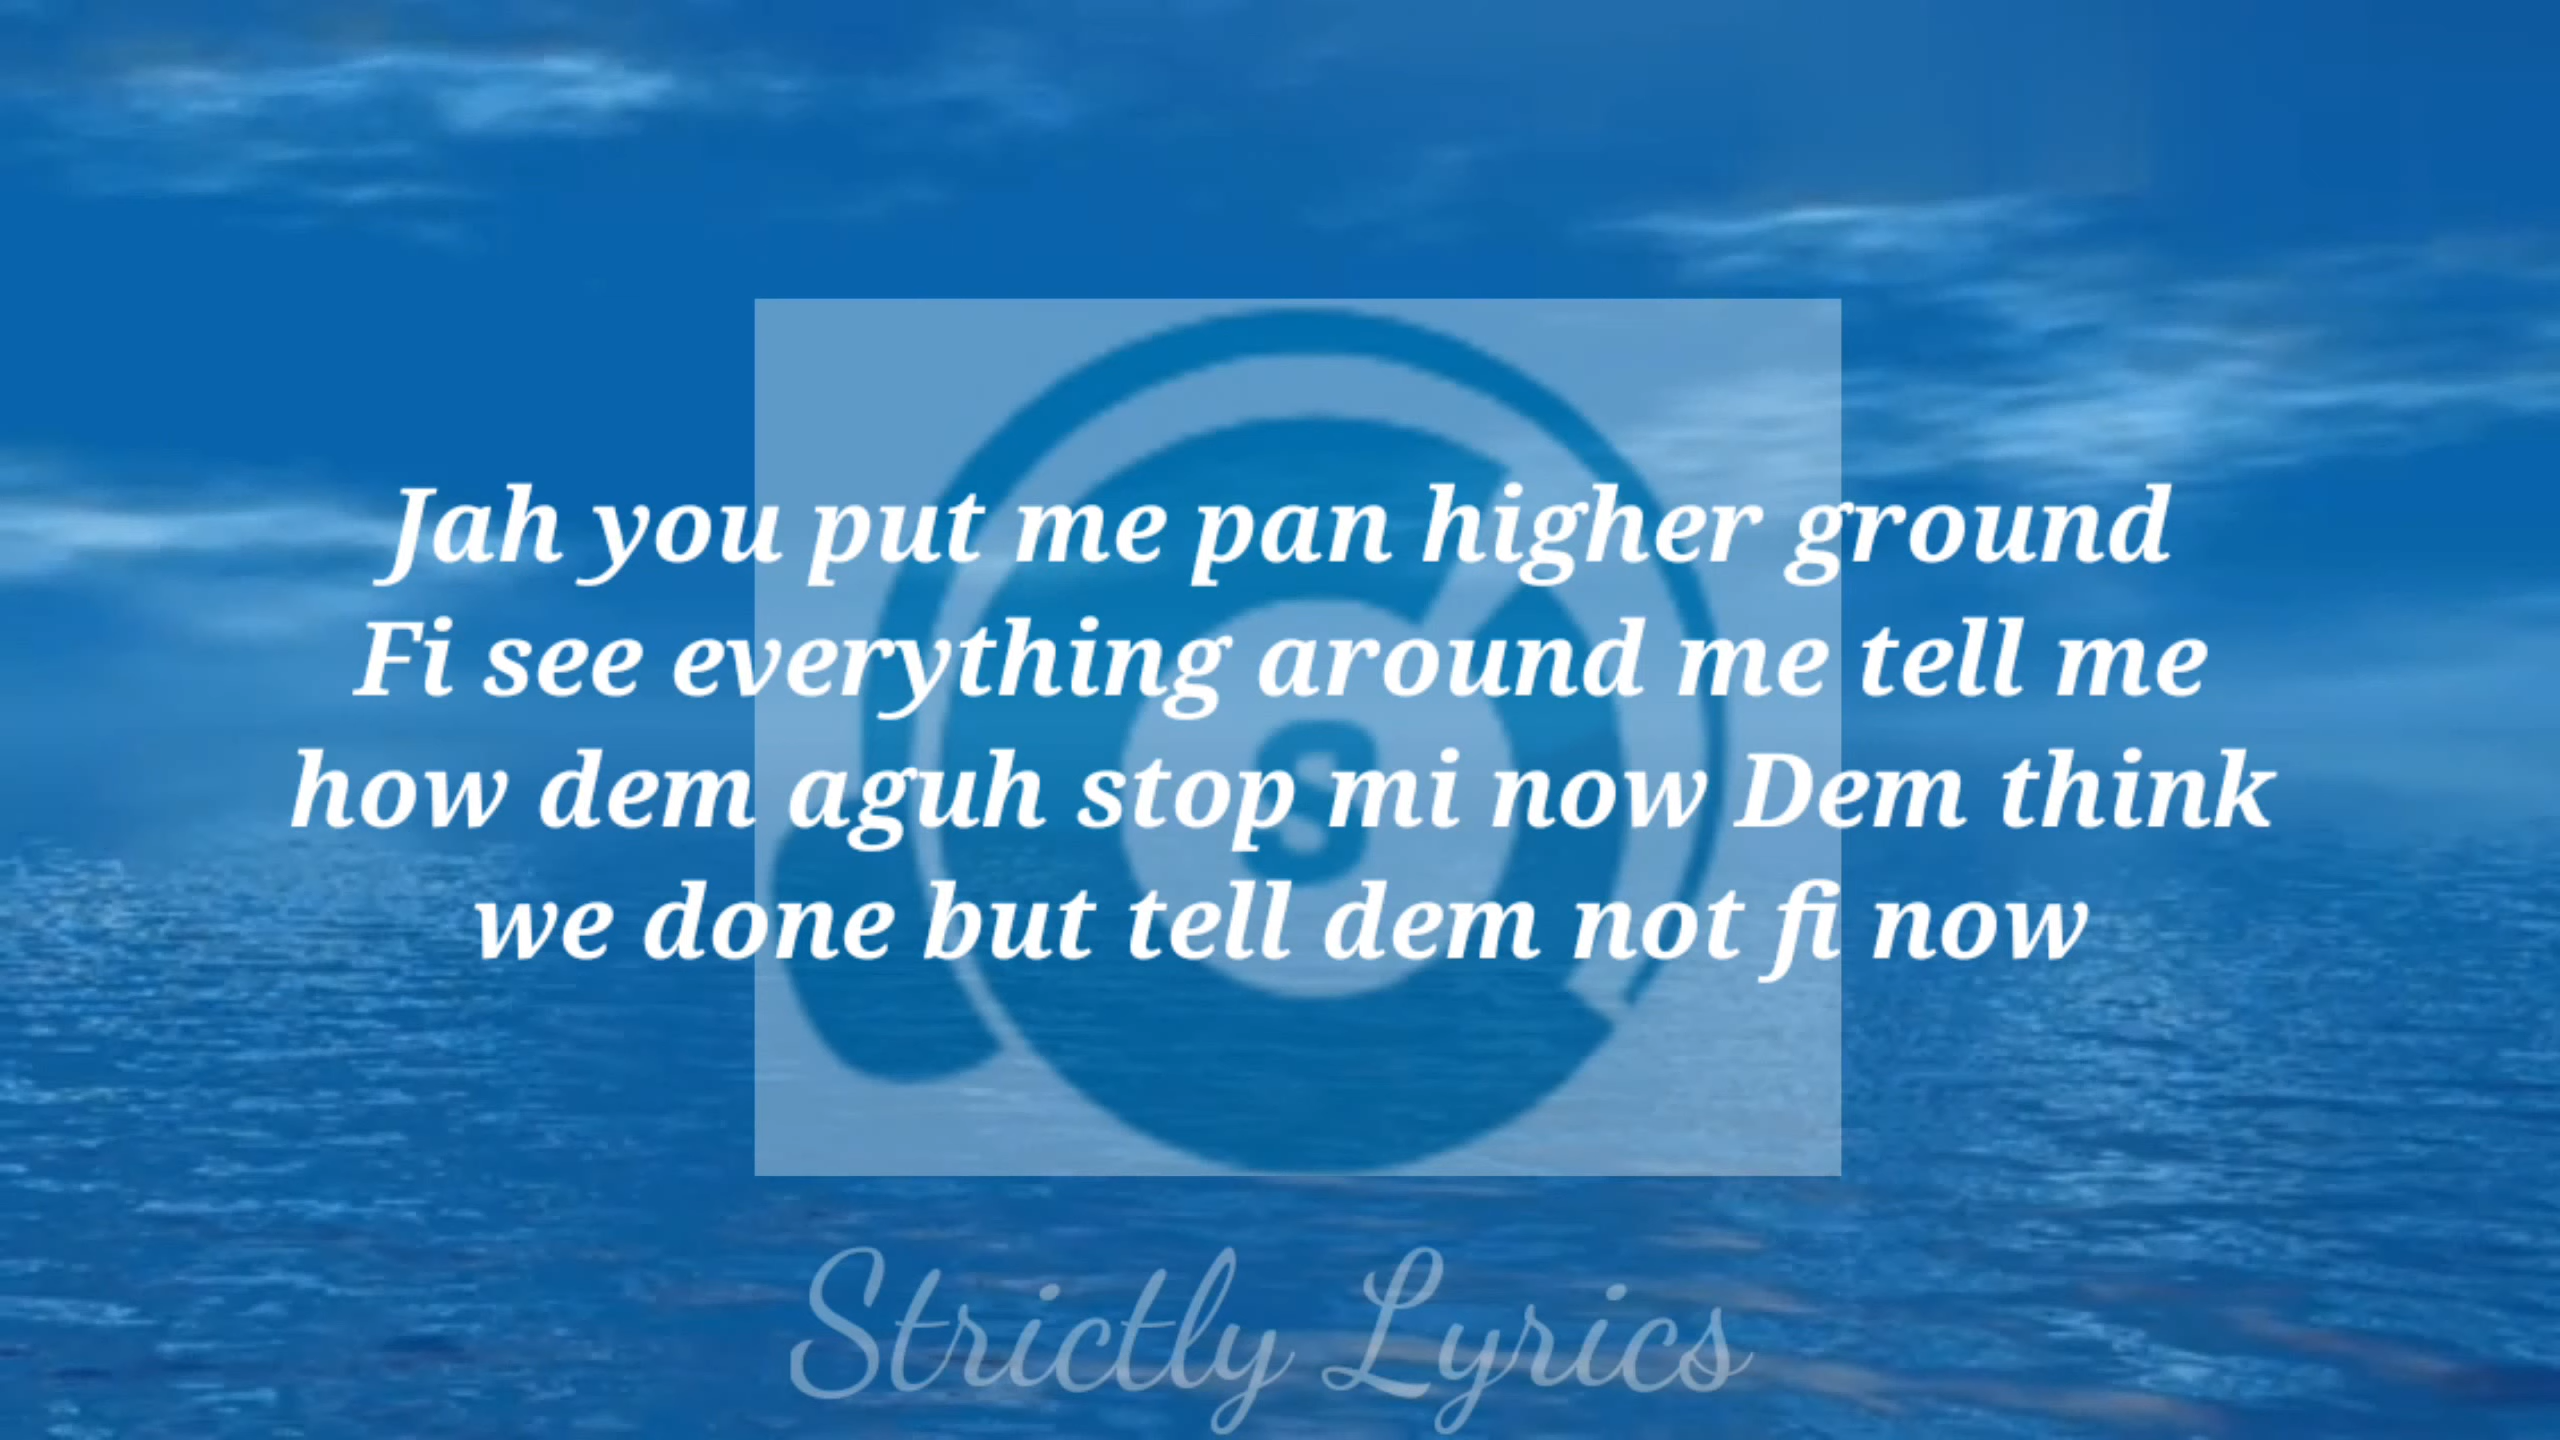 Jah you put me pan higher ground
Fi see everything around me tell me
how dem aguh stop mi now Dem think
we done but tell dem not fi now
S
Strictly Lyrics